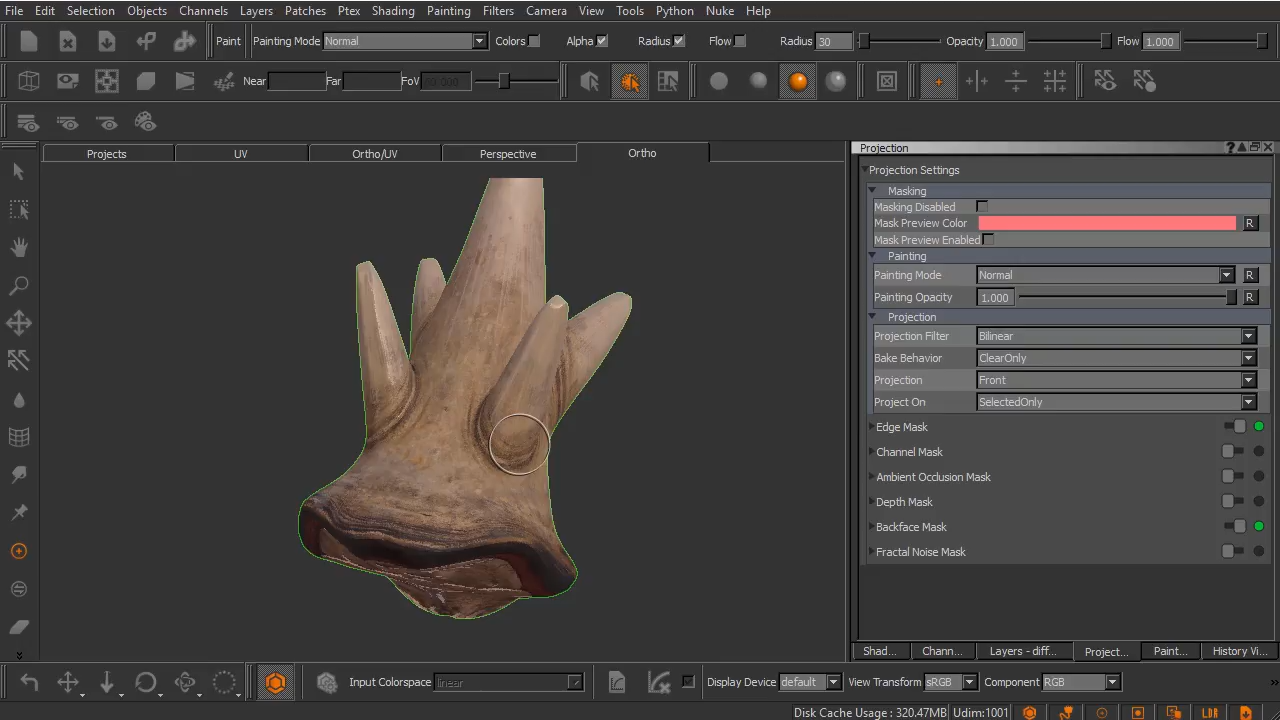 File Edit Selection Objects Channels Layers Patches Ptex Shading Painting Filters Camera View Tools Python Nuke Help
Paint Painting Mode Normal Colors Alpha Radius Flow Radius 30 Opacity 1.000 Flow 1.000
Near Far FoV
Projects UV Ortho/UV Perspective Ortho
Projection
Projection Settings
Masking
Masking Disabled
Mask Preview Color R
Mask Preview Enabled
Painting
Painting Mode Normal R
Painting Opacity 1.000 R
Projection
Projection Filter Bilinear
Bake Behavior ClearOnly
Projection Front
Project On SelectedOnly
Edge Mask
Channel Mask
Ambient Occlusion Mask
Depth Mask
Backface Mask
Fractal Noise Mask
Shad... Chann... Layers - diff... Project... Paint... History Vi...
Input Colorspace linear Display Device default View Transform sRGB Component RGB
Disk Cache Usage : 320.47MB Udim:1001 LDR